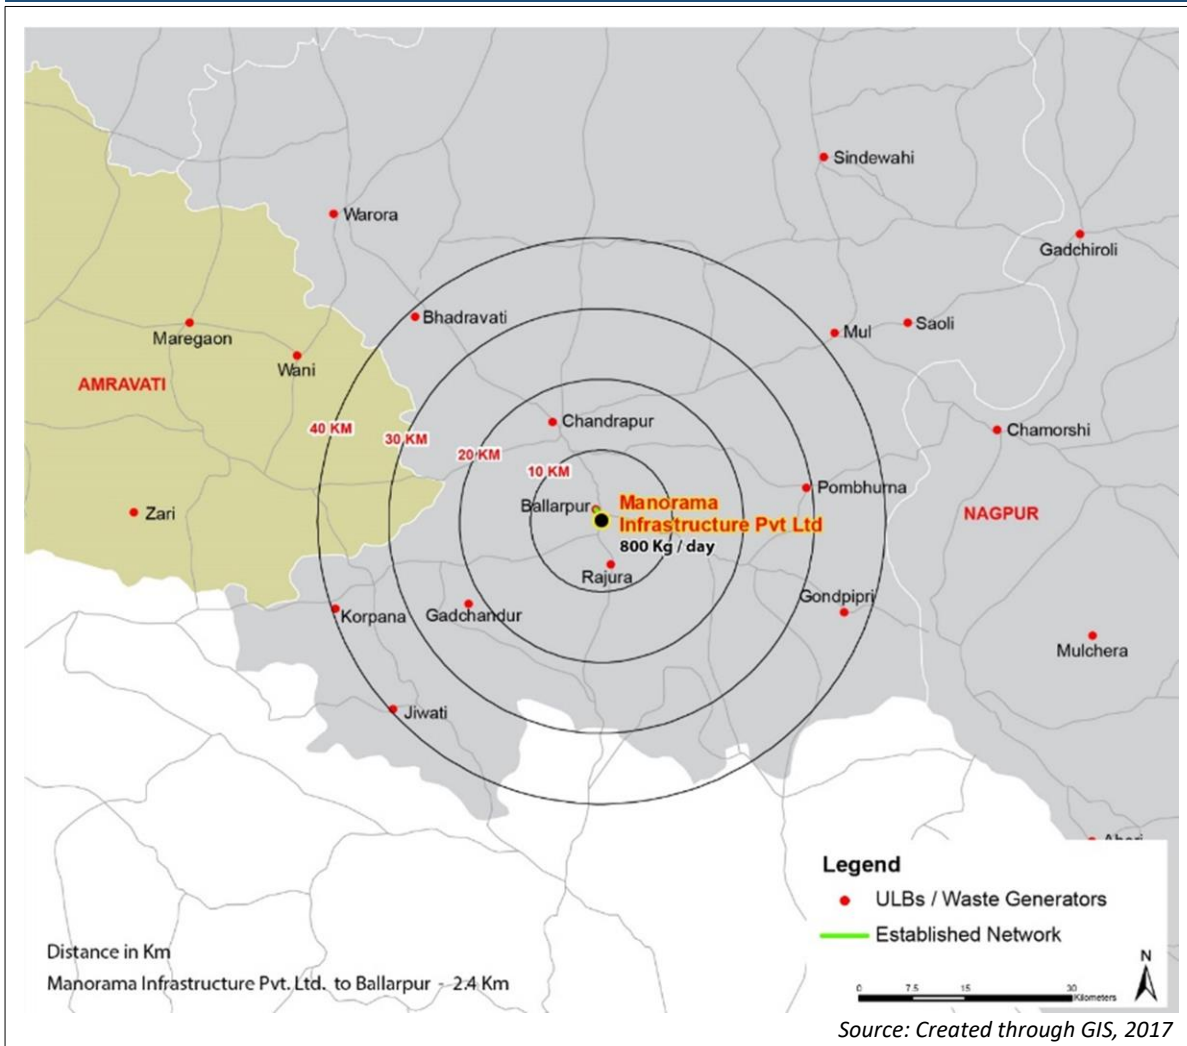 Sindewahi
Warora
Gadchiroli
Bhadravati
Saoli
Mul
Maregaon
Wani
AMRAVATI
Chandrapur
40 KM
Chamorshi
30 KM
20 KM
10 KM
Pombhurna
Ballarpur
Manorama
Infrastructure Pvt Ltd
800 Kg / day
Zari
NAGPUR
Rajura
Gondpipri
Korpana
Gadchandur
Mulchera
Jiwati
Legend
ULBs / Waste Generators
Established Network
Distance in Km
Manorama Infrastructure Pvt. Ltd. to Ballarpur - 2.4 Km
N
0 7.5 15 30
Kilometers
Source: Created through GIS, 2017